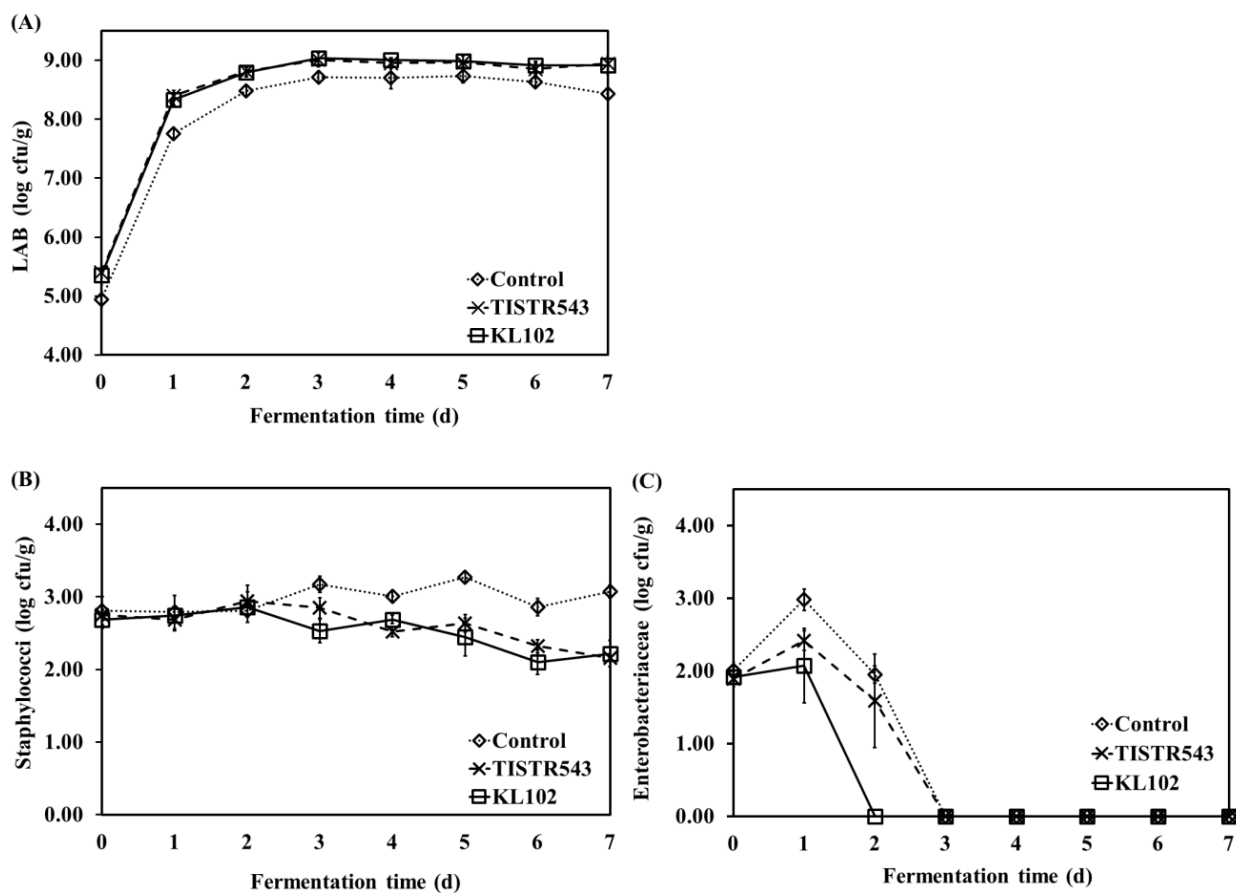 (A)
LAB (log cfu/g)
9.00
8.00
7.00
6.00
5.00
4.00
0 1 2 3 4 5 6 7
Fermentation time (d)
Control
TISTR543
KL102
(B)
Staphylococci (log cfu/g)
4.00
3.00
2.00
1.00
0.00
0 1 2 3 4 5 6 7
Fermentation time (d)
Control
TISTR543
KL102
(C)
Enterobacteriaceae (log cfu/g)
4.00
3.00
2.00
1.00
0.00
0 1 2 3 4 5 6 7
Fermentation time (d)
Control
TISTR543
KL102